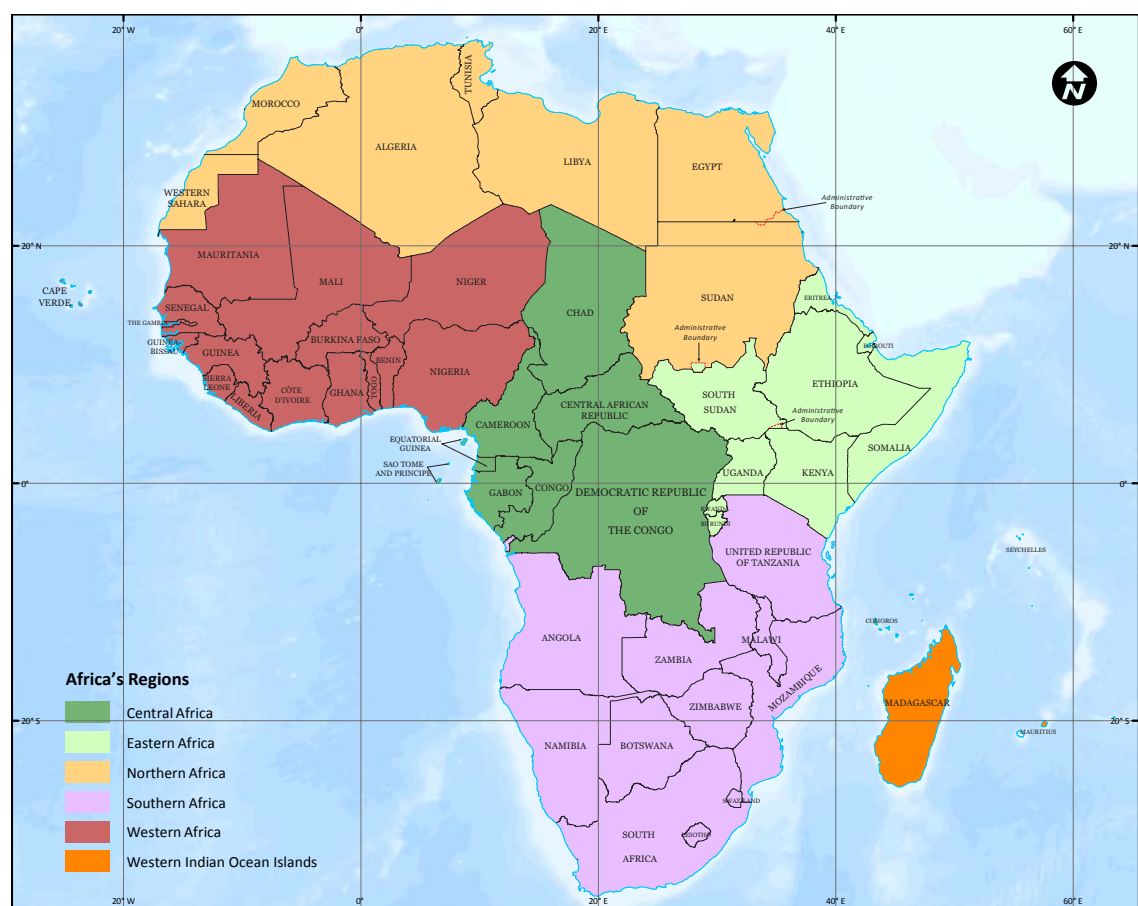 20° W
0°
20° E
40° E
60° E
N
TUNISIA
MOROCCO
ALGERIA
LIBYA
EGYPT
WESTERN
SAHARA
Administrative
Boundary
20° N
20° N
MAURITANIA
MALI
NIGER
CAPE
VERDE
SENEGAL
CHAD
SUDAN
ERITREA
THE GAMBIA
GUINEA-
BISSAU
GUINEA
BURKINA FASO
BENIN
Administrative
Boundary
DJIBOUTI
SIERRA
LEONE
LIBERIA
CÔTE
D'IVOIRE
GHANA
TOGO
NIGERIA
ETHIOPIA
SOUTH
SUDAN
CENTRAL AFRICAN
REPUBLIC
CAMEROON
Administrative
Boundary
EQUATORIAL
GUINEA
SOMALIA
SAO TOME
AND PRINCIPE
UGANDA
KENYA
0°
GABON
CONGO
DEMOCRATIC REPUBLIC
OF
THE CONGO
0°
RWANDA
BURUNDI
UNITED REPUBLIC
OF TANZANIA
SEYCHELLES
COMOROS
ANGOLA
MALAWI
ZAMBIA
MOZAMBIQUE
MADAGASCAR
ZIMBABWE
20° S
20° S
MAURITIUS
NAMIBIA
BOTSWANA
SWAZILAND
SOUTH
AFRICA
LESOTHO
Africa's Regions
Central Africa
Eastern Africa
Northern Africa
Southern Africa
Western Africa
Western Indian Ocean Islands
20° W
0°
20° E
40° E
60° E